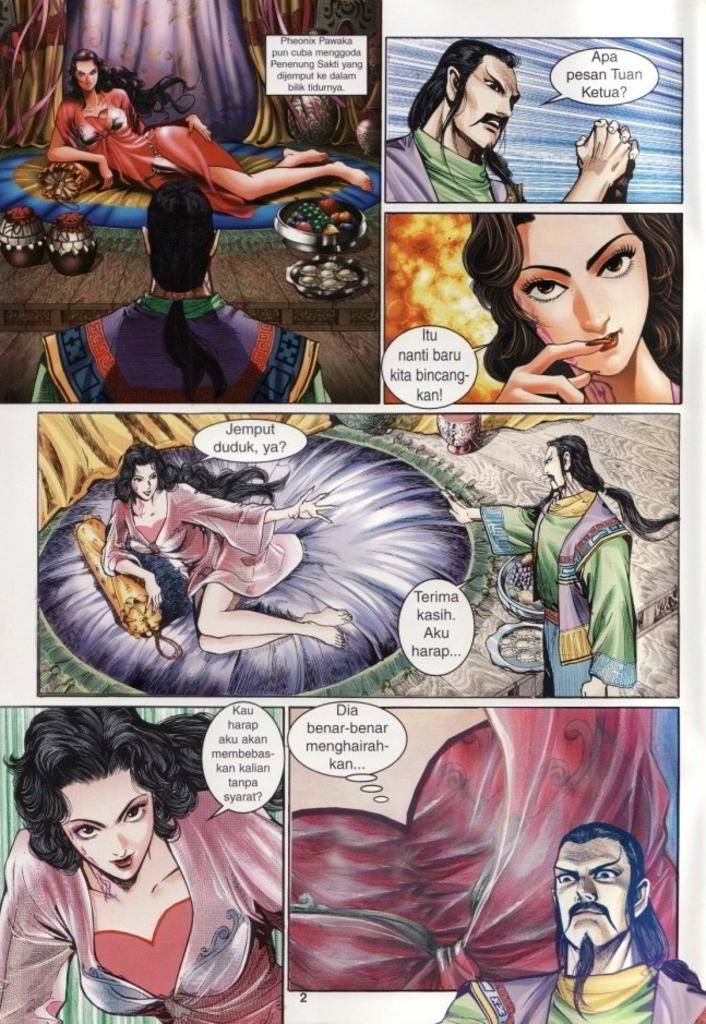 Pheonix Pawaka
pun cuba menggoda
Penenung Sakti yang
dijemput ke dalam
bilik tidurnya.
Apa
pesan Tuan
Ketua?
Itu
nanti baru
kita bincang-
kan!
Jemput
duduk, ya?
Terima
kasih.
Aku
harap...
Kau
harap
aku akan
membebas-
kan kalian
tanpa
syarat?
Dia
benar-benar
menghairah-
kan...
2